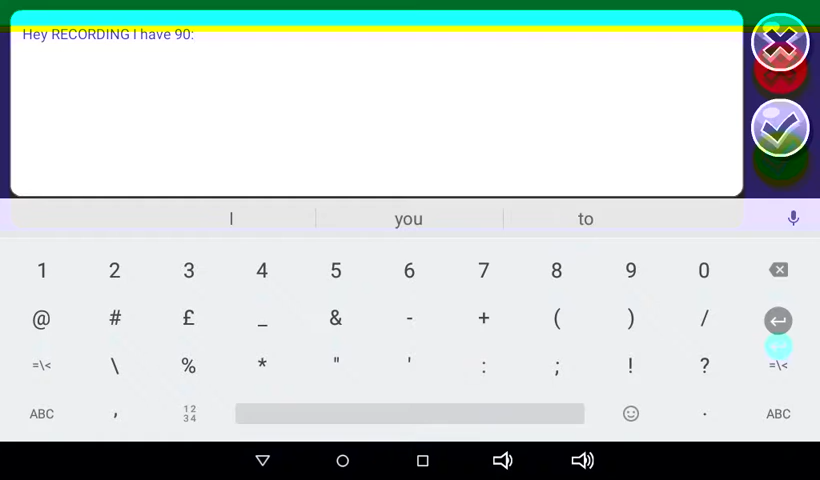 Hey RECORDING I have 90:
I you to
1 2 3 4 5 6 7 8 9 0
@ # £ _ & - + ( ) /
=\< \ % * " ' : ; ! ? =\<
ABC , 12 34 . ABC